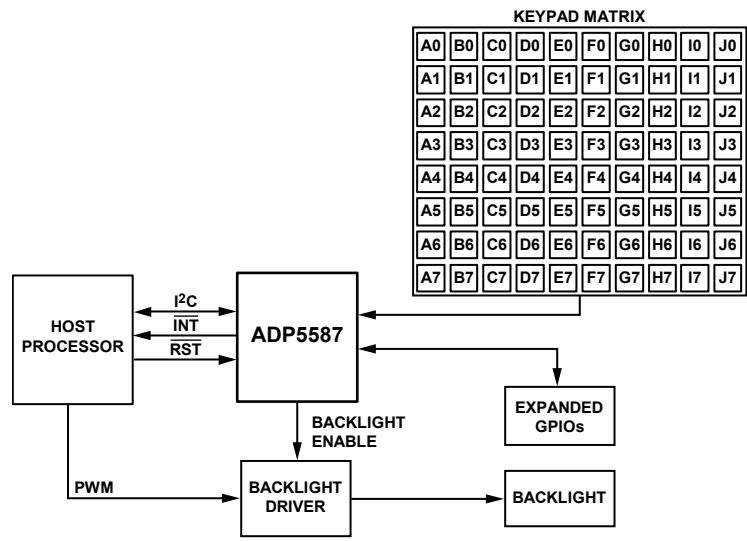 KEYPAD MATRIX
A0 B0 C0 D0 E0 F0 G0 H0 I0 J0
A1 B1 C1 D1 E1 F1 G1 H1 I1 J1
A2 B2 C2 D2 E2 F2 G2 H2 I2 J2
A3 B3 C3 D3 E3 F3 G3 H3 I3 J3
A4 B4 C4 D4 E4 F4 G4 H4 I4 J4
A5 B5 C5 D5 E5 F5 G5 H5 I5 J5
A6 B6 C6 D6 E6 F6 G6 H6 I6 J6
A7 B7 C7 D7 E7 F7 G7 H7 I7 J7
HOST
PROCESSOR
I²C
INT
RST
ADP5587
BACKLIGHT
ENABLE
EXPANDED
GPIOs
PWM
BACKLIGHT
DRIVER
BACKLIGHT